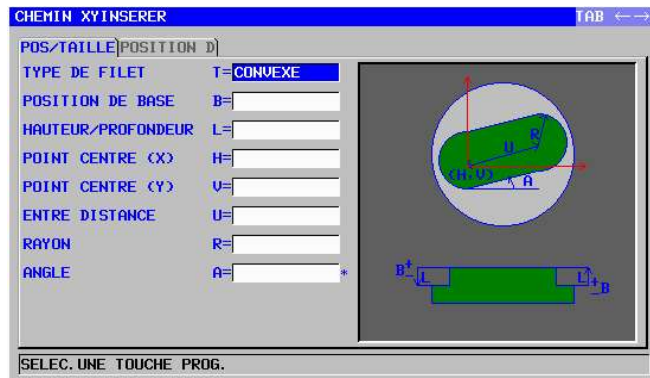 CHEMIN XYINSERER TAB ←→
POS/TAILLE POSITION D
TYPE DE FILET T=CONVEXE
POSITION DE BASE B=
HAUTEUR/PROFONDEUR L=
POINT CENTRE (X) H=
POINT CENTRE (Y) V=
ENTRE DISTANCE U=
RAYON R=
ANGLE A= *
R
U
(H,V)
A
B + - L
L + - B
SELEC.UNE TOUCHE PROG.